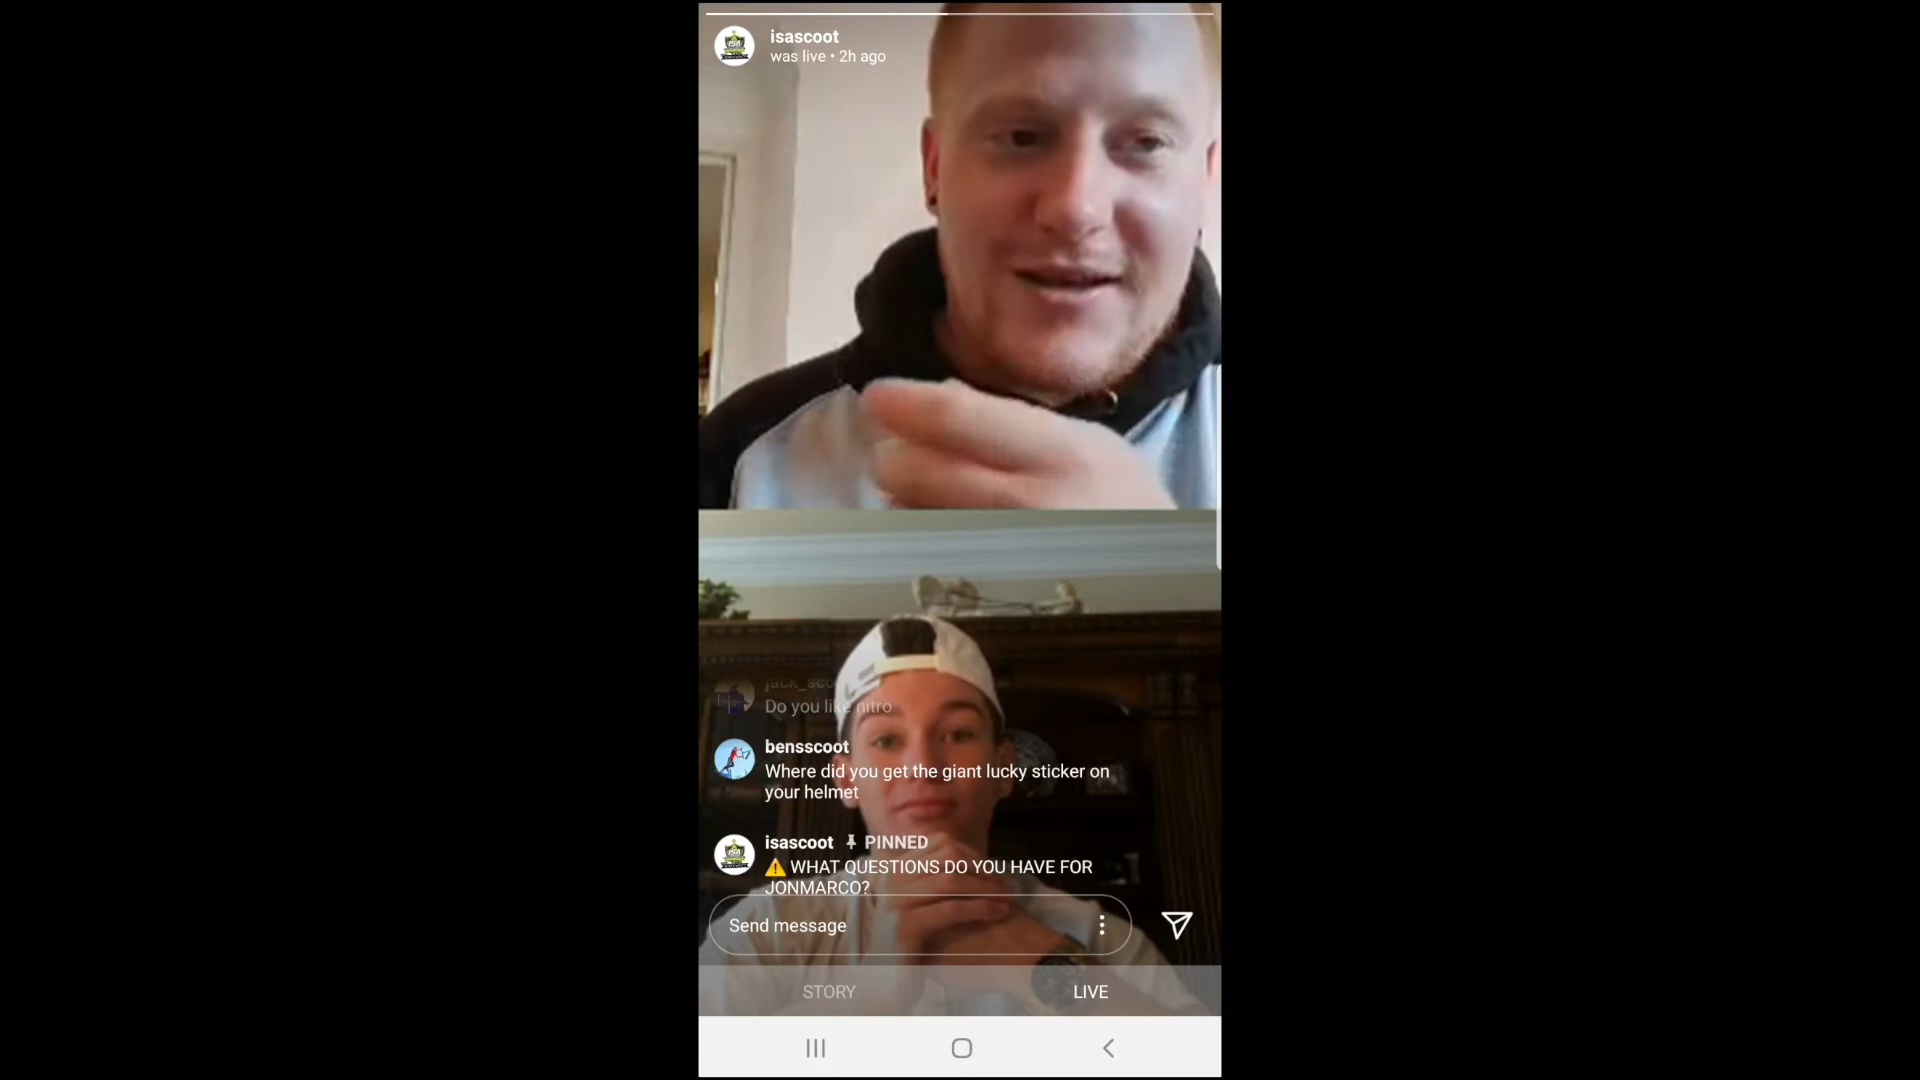 isascoot
was live • 2h ago
Do you like nitro
bensscoot
Where did you get the giant lucky sticker on
your helmet
isascoot PINNED
⚠️ WHAT QUESTIONS DO YOU HAVE FOR
JONMARCO?
Send message
STORY
LIVE